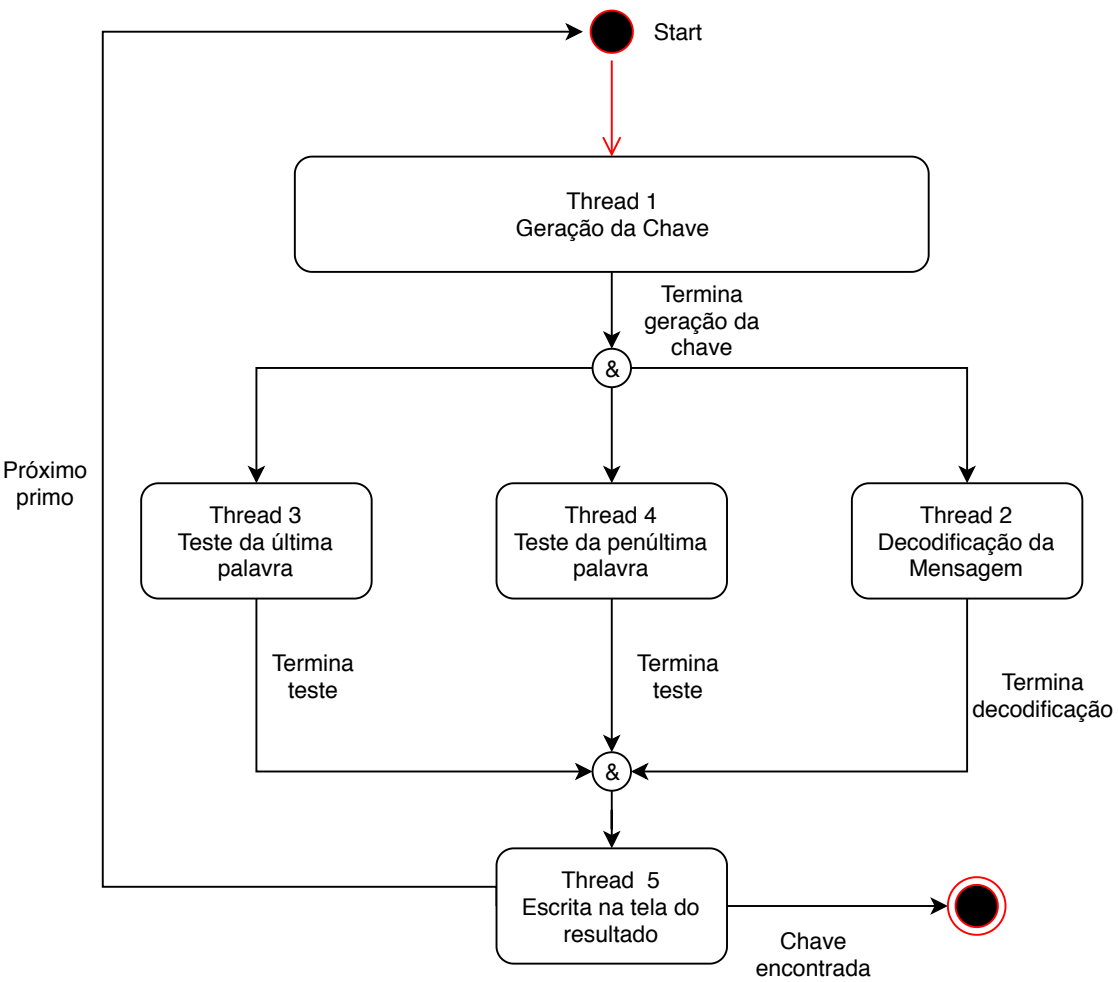 Start
Thread 1
Geração da Chave
Termina
geração da
chave
&
Próximo
primo
Thread 3
Teste da última
palavra
Thread 4
Teste da penúltima
palavra
Thread 2
Decodificação da
Mensagem
Termina
teste
Termina
teste
Termina
decodificação
&
Thread 5
Escrita na tela do
resultado
Chave
encontrada